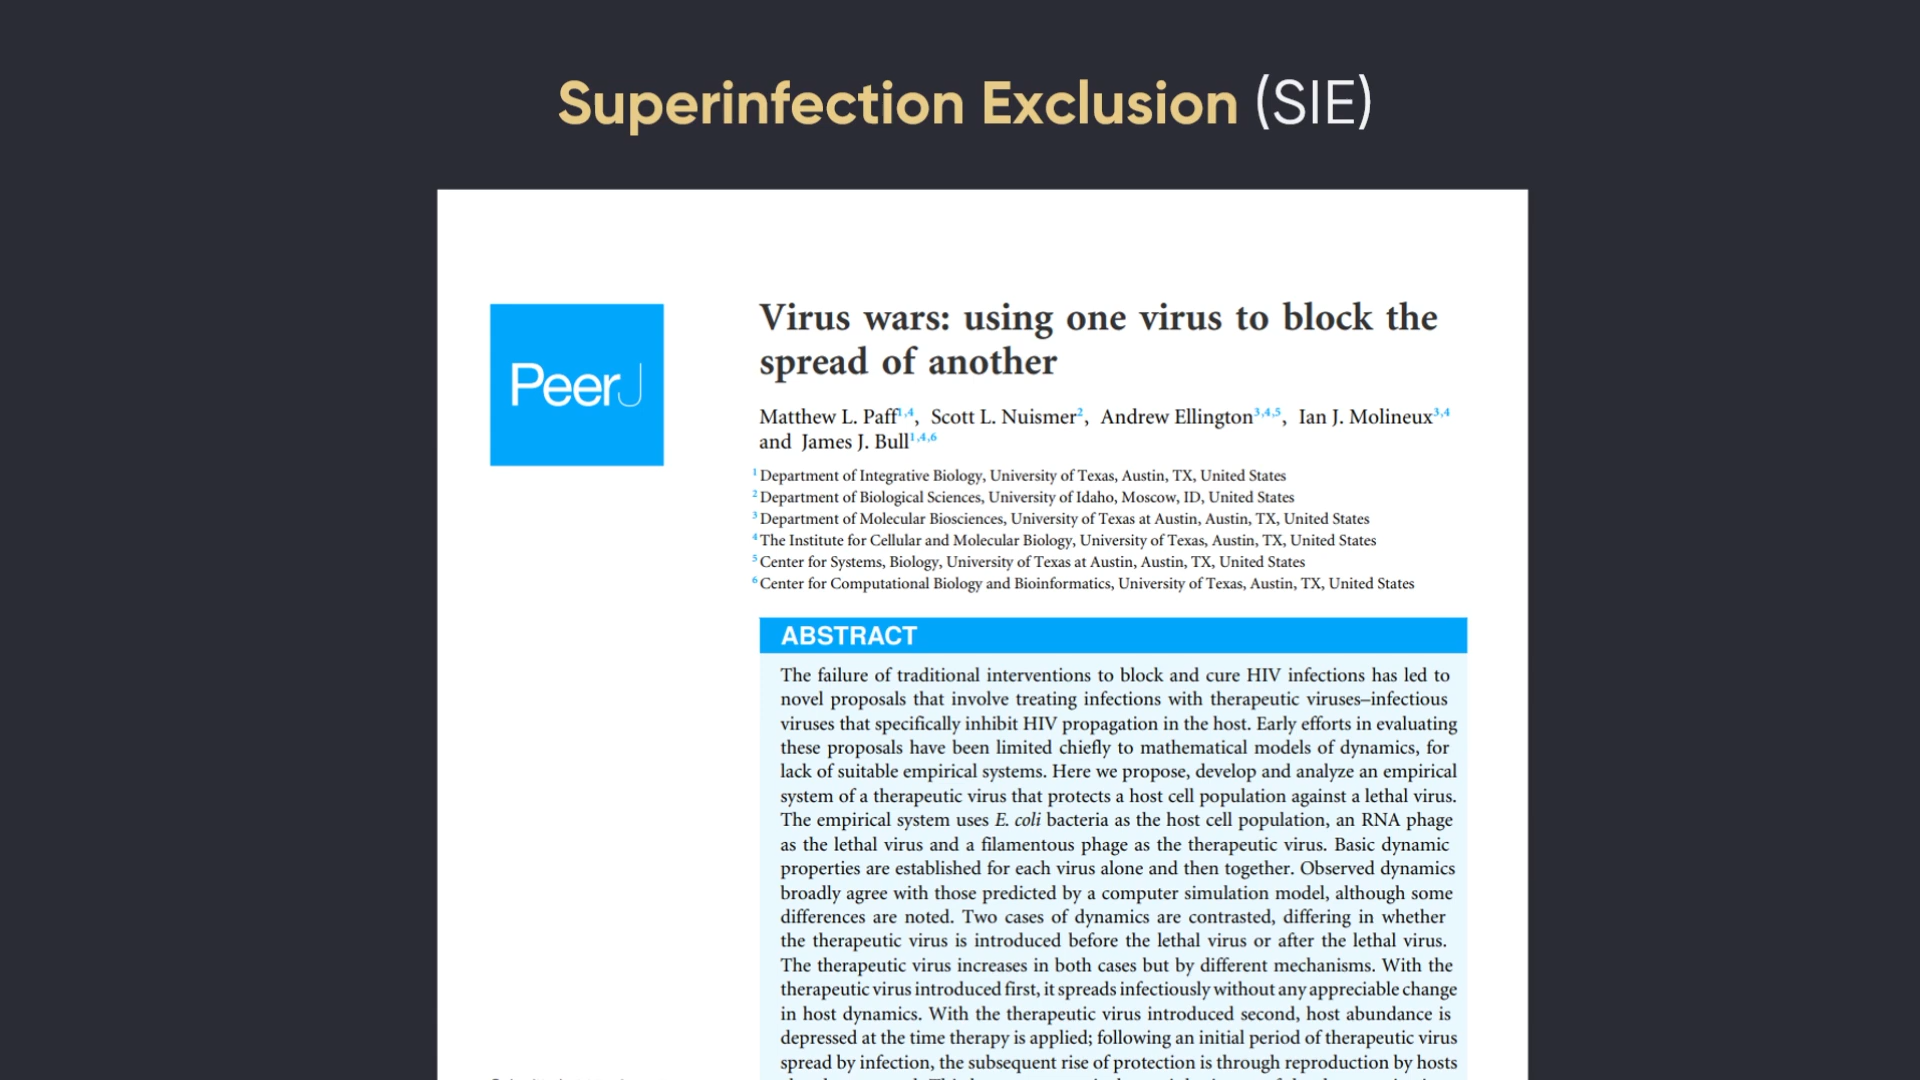 Superinfection Exclusion (SIE)
PeerJ
Virus wars: using one virus to block the
spread of another
Matthew L. Paff1,4, Scott L. Nuismer2, Andrew Ellington3,4,5, Ian J. Molineux3,4
and James J. Bull1,4,6
1 Department of Integrative Biology, University of Texas, Austin, TX, United States
2 Department of Biological Sciences, University of Idaho, Moscow, ID, United States
3 Department of Molecular Biosciences, University of Texas at Austin, Austin, TX, United States
4 The Institute for Cellular and Molecular Biology, University of Texas, Austin, TX, United States
5 Center for Systems, Biology, University of Texas at Austin, Austin, TX, United States
6 Center for Computational Biology and Bioinformatics, University of Texas, Austin, TX, United States
ABSTRACT
The failure of traditional interventions to block and cure HIV infections has led to
novel proposals that involve treating infections with therapeutic viruses–infectious
viruses that specifically inhibit HIV propagation in the host. Early efforts in evaluating
these proposals have been limited chiefly to mathematical models of dynamics, for
lack of suitable empirical systems. Here we propose, develop and analyze an empirical
system of a therapeutic virus that protects a host cell population against a lethal virus.
The empirical system uses E. coli bacteria as the host cell population, an RNA phage
as the lethal virus and a filamentous phage as the therapeutic virus. Basic dynamic
properties are established for each virus alone and then together. Observed dynamics
broadly agree with those predicted by a computer simulation model, although some
differences are noted. Two cases of dynamics are contrasted, differing in whether
the therapeutic virus is introduced before the lethal virus or after the lethal virus.
The therapeutic virus increases in both cases but by different mechanisms. With the
therapeutic virus introduced first, it spreads infectiously without any appreciable change
in host dynamics. With the therapeutic virus introduced second, host abundance is
depressed at the time therapy is applied; following an initial period of therapeutic virus
spread by infection, the subsequent rise of protection is through reproduction by hosts